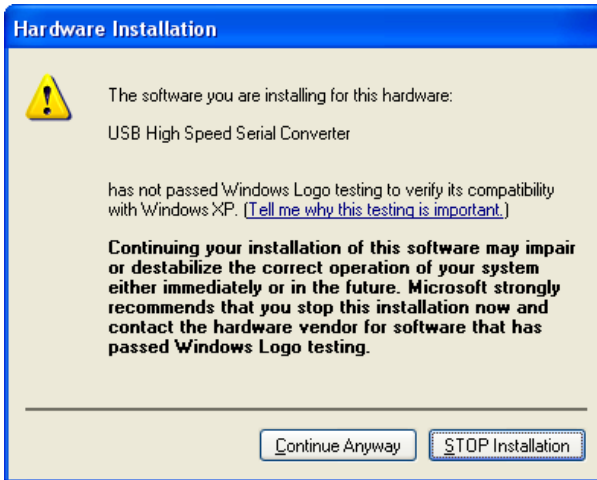 Hardware Installation
The software you are installing for this hardware:
USB High Speed Serial Converter
has not passed Windows Logo testing to verify its compatibility
with Windows XP. (Tell me why this testing is important.)
Continuing your installation of this software may impair
or destabilize the correct operation of your system
either immediately or in the future. Microsoft strongly
recommends that you stop this installation now and
contact the hardware vendor for software that has
passed Windows Logo testing.
Continue Anyway
STOP Installation